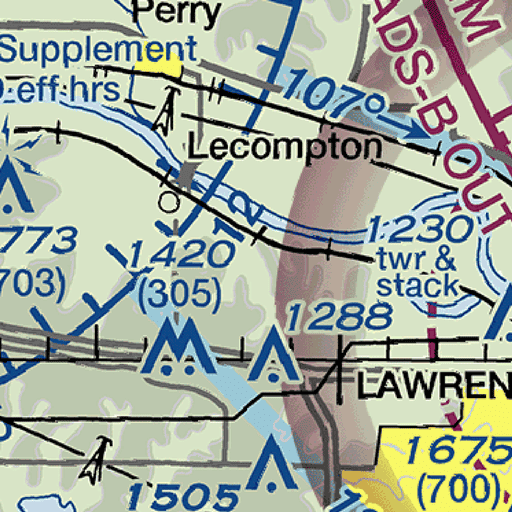 Perry
Supplement
eff hrs
107°
ADS-B OUT
Lecompton
12
1230
twr &
stack
773
703)
1420
(305)
1288
LAWREN
1675
(700)
1505